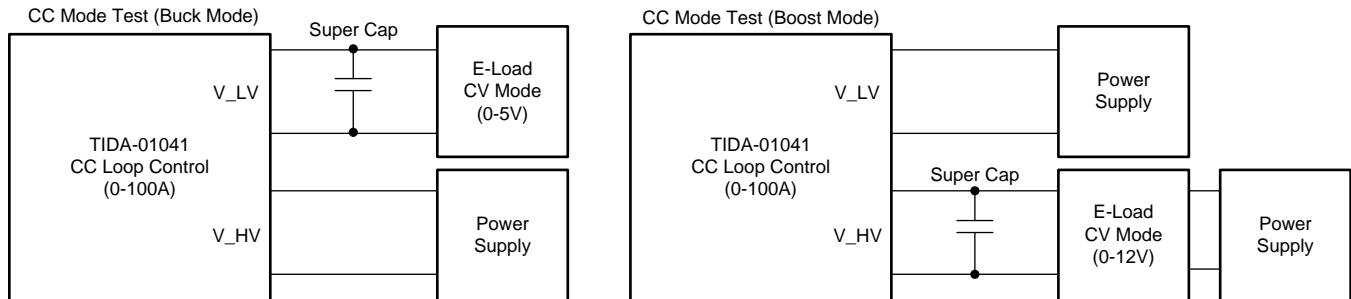 CC Mode Test (Buck Mode)
Super Cap
V_LV
TIDA-01041
CC Loop Control
(0-100A)
V_HV
E-Load
CV Mode
(0-5V)
Power
Supply
CC Mode Test (Boost Mode)
V_LV
TIDA-01041
CC Loop Control
(0-100A)
V_HV
Power
Supply
Super Cap
E-Load
CV Mode
(0-12V)
Power
Supply